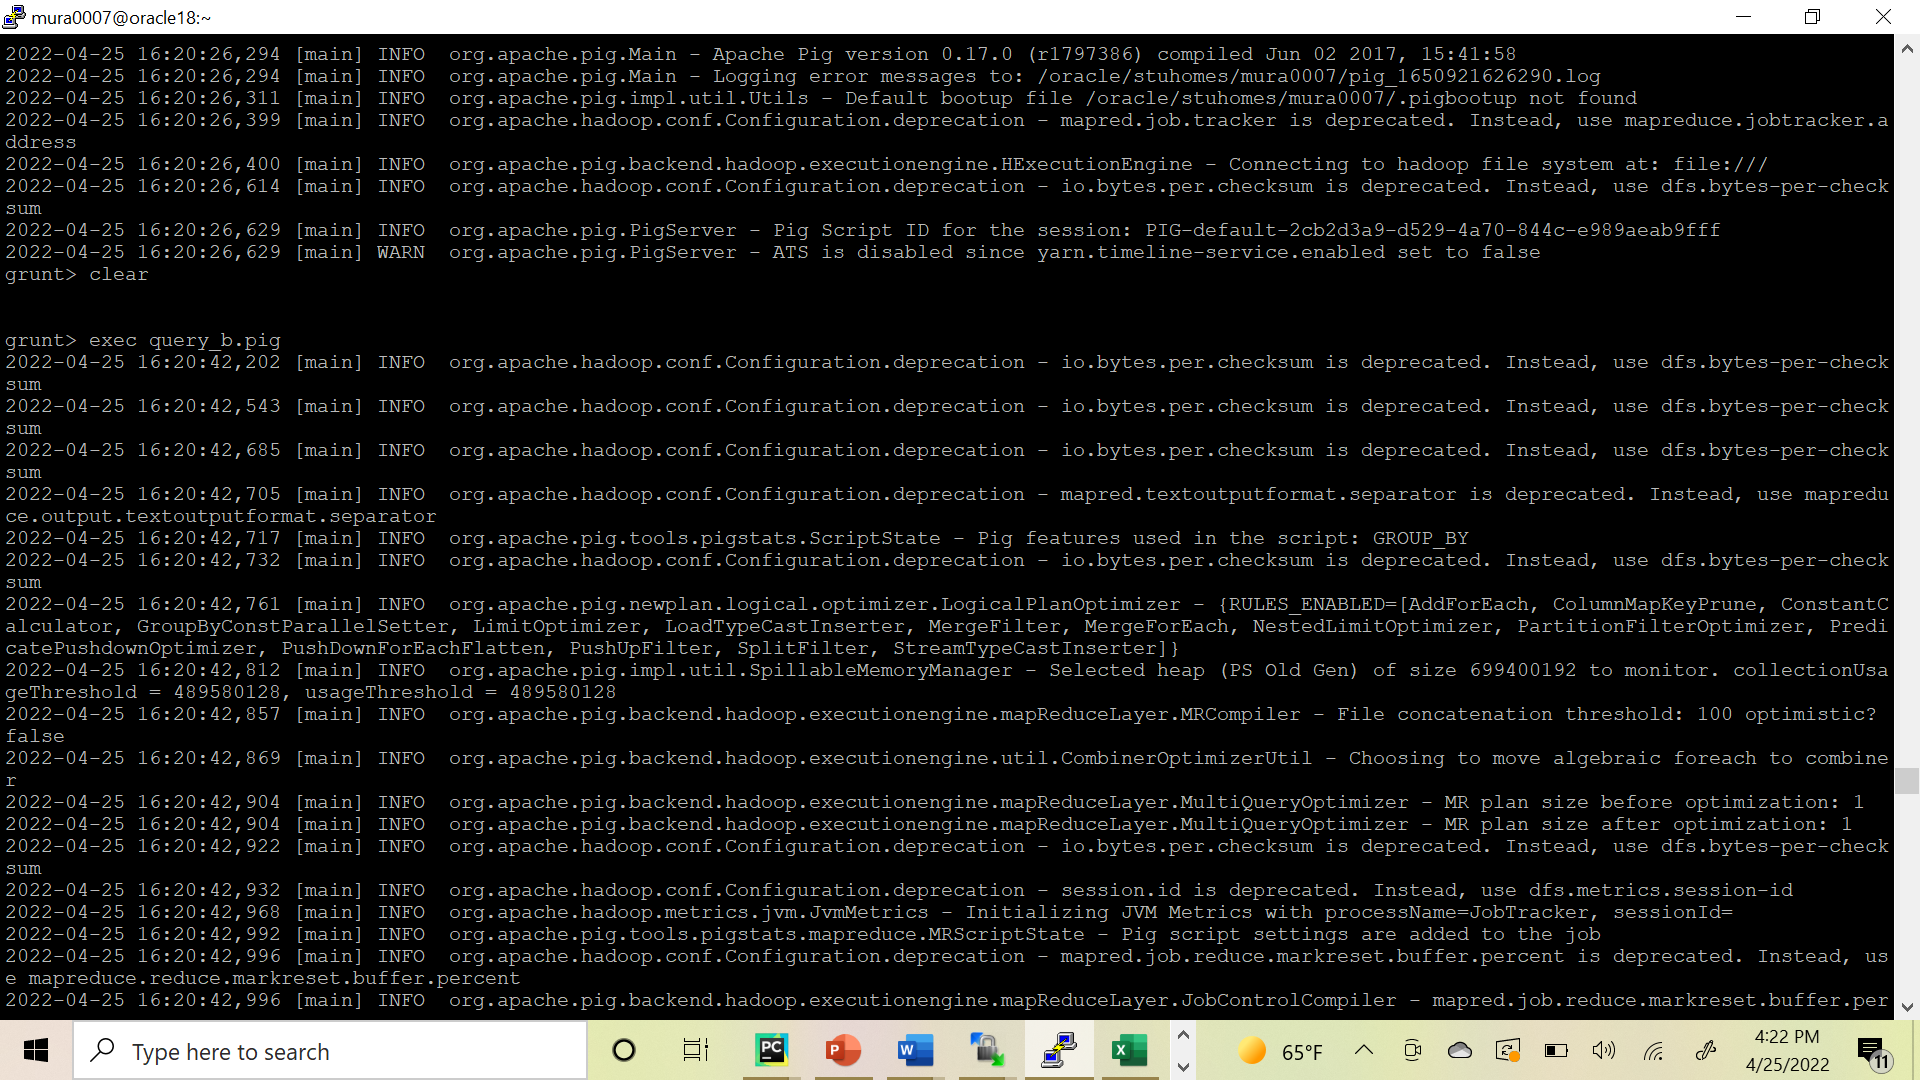 mura0007@oracle18:~
2022-04-25 16:20:26,294 [main] INFO  org.apache.pig.Main - Apache Pig version 0.17.0 (r1797386) compiled Jun 02 2017, 15:41:58
2022-04-25 16:20:26,294 [main] INFO  org.apache.pig.Main - Logging error messages to: /oracle/stuhomes/mura0007/pig_1650921626290.log
2022-04-25 16:20:26,311 [main] INFO  org.apache.pig.impl.util.Utils - Default bootup file /oracle/stuhomes/mura0007/.pigbootup not found
2022-04-25 16:20:26,399 [main] INFO  org.apache.hadoop.conf.Configuration.deprecation - mapred.job.tracker is deprecated. Instead, use mapreduce.jobtracker.a
ddress
2022-04-25 16:20:26,400 [main] INFO  org.apache.pig.backend.hadoop.executionengine.HExecutionEngine - Connecting to hadoop file system at: file:///
2022-04-25 16:20:26,614 [main] INFO  org.apache.hadoop.conf.Configuration.deprecation - io.bytes.per.checksum is deprecated. Instead, use dfs.bytes-per-check
sum
2022-04-25 16:20:26,629 [main] INFO  org.apache.pig.PigServer - Pig Script ID for the session: PIG-default-2cb2d3a9-d529-4a70-844c-e989aeab9fff
2022-04-25 16:20:26,629 [main] WARN  org.apache.pig.PigServer - ATS is disabled since yarn.timeline-service.enabled set to false
grunt> clear
grunt> exec query_b.pig
2022-04-25 16:20:42,202 [main] INFO  org.apache.hadoop.conf.Configuration.deprecation - io.bytes.per.checksum is deprecated. Instead, use dfs.bytes-per-check
sum
2022-04-25 16:20:42,543 [main] INFO  org.apache.hadoop.conf.Configuration.deprecation - io.bytes.per.checksum is deprecated. Instead, use dfs.bytes-per-check
sum
2022-04-25 16:20:42,685 [main] INFO  org.apache.hadoop.conf.Configuration.deprecation - io.bytes.per.checksum is deprecated. Instead, use dfs.bytes-per-check
sum
2022-04-25 16:20:42,705 [main] INFO  org.apache.hadoop.conf.Configuration.deprecation - mapred.textoutputformat.separator is deprecated. Instead, use mapredu
ce.output.textoutputformat.separator
2022-04-25 16:20:42,717 [main] INFO  org.apache.pig.tools.pigstats.ScriptState - Pig features used in the script: GROUP_BY
2022-04-25 16:20:42,732 [main] INFO  org.apache.hadoop.conf.Configuration.deprecation - io.bytes.per.checksum is deprecated. Instead, use dfs.bytes-per-check
sum
2022-04-25 16:20:42,761 [main] INFO  org.apache.pig.newplan.logical.optimizer.LogicalPlanOptimizer - {RULES_ENABLED=[AddForEach, ColumnMapKeyPrune, ConstantC
alculator, GroupByConstParallelSetter, LimitOptimizer, LoadTypeCastInserter, MergeFilter, MergeForEach, NestedLimitOptimizer, PartitionFilterOptimizer, Predi
catePushdownOptimizer, PushDownForEachFlatten, PushUpFilter, SplitFilter, StreamTypeCastInserter]}
2022-04-25 16:20:42,812 [main] INFO  org.apache.pig.impl.util.SpillableMemoryManager - Selected heap (PS Old Gen) of size 699400192 to monitor. collectionUsa
geThreshold = 489580128, usageThreshold = 489580128
2022-04-25 16:20:42,857 [main] INFO  org.apache.pig.backend.hadoop.executionengine.mapReduceLayer.MRCompiler - File concatenation threshold: 100 optimistic?
false
2022-04-25 16:20:42,869 [main] INFO  org.apache.pig.backend.hadoop.executionengine.util.CombinerOptimizerUtil - Choosing to move algebraic foreach to combine
r
2022-04-25 16:20:42,904 [main] INFO  org.apache.pig.backend.hadoop.executionengine.mapReduceLayer.MultiQueryOptimizer - MR plan size before optimization: 1
2022-04-25 16:20:42,904 [main] INFO  org.apache.pig.backend.hadoop.executionengine.mapReduceLayer.MultiQueryOptimizer - MR plan size after optimization: 1
2022-04-25 16:20:42,922 [main] INFO  org.apache.hadoop.conf.Configuration.deprecation - io.bytes.per.checksum is deprecated. Instead, use dfs.bytes-per-check
sum
2022-04-25 16:20:42,932 [main] INFO  org.apache.hadoop.conf.Configuration.deprecation - session.id is deprecated. Instead, use dfs.metrics.session-id
2022-04-25 16:20:42,968 [main] INFO  org.apache.hadoop.metrics.jvm.JvmMetrics - Initializing JVM Metrics with processName=JobTracker, sessionId=
2022-04-25 16:20:42,992 [main] INFO  org.apache.pig.tools.pigstats.mapreduce.MRScriptState - Pig script settings are added to the job
2022-04-25 16:20:42,996 [main] INFO  org.apache.hadoop.conf.Configuration.deprecation - mapred.job.reduce.markreset.buffer.percent is deprecated. Instead, us
e mapreduce.reduce.markreset.buffer.percent
2022-04-25 16:20:42,996 [main] INFO  org.apache.pig.backend.hadoop.executionengine.mapReduceLayer.JobControlCompiler - mapred.job.reduce.markreset.buffer.per
Type here to search
PC
P
W
X
65°F
4:22 PM
4/25/2022
11